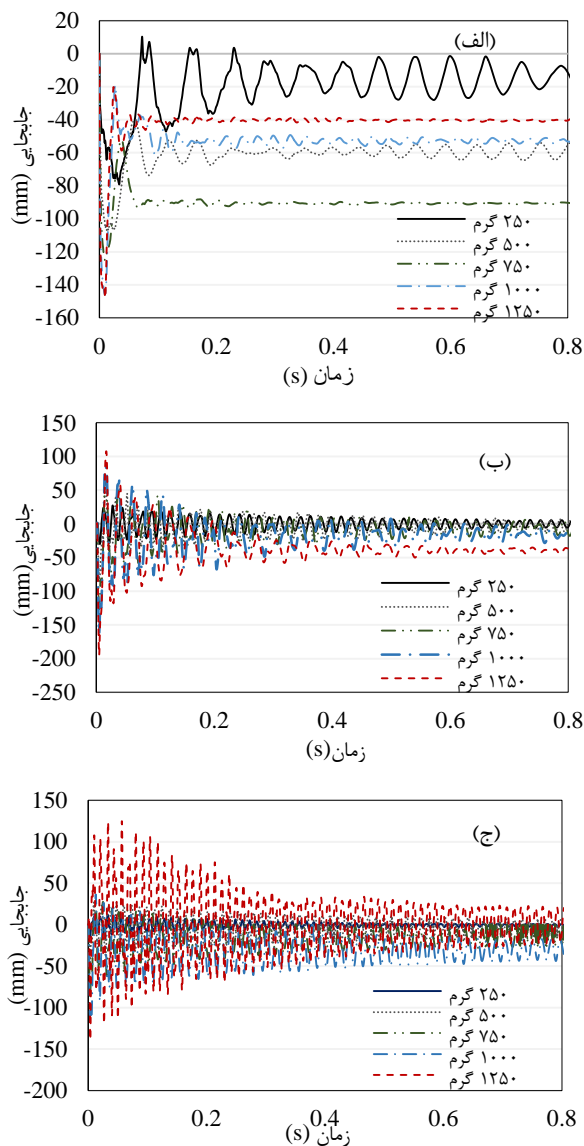 (الف)
20
0
-20
-40
-60
-80
-100
-120
-140
-160
جابجایی (mm)
۲۵۰ گرم
۵۰۰ گرم
۷۵۰ گرم
۱۰۰۰ گرم
۱۲۵۰ گرم
0 0.2 0.4 0.6 0.8
زمان (s)
(ب)
150
100
50
0
-50
-100
-150
-200
-250
جابجایی(mm)
۲۵۰ گرم
۵۰۰ گرم
۷۵۰ گرم
۱۰۰۰ گرم
۱۲۵۰ گرم
0 0.2 0.4 0.6 0.8
زمان(s)
(ج)
150
100
50
0
-50
-100
-150
-200
جابجایی (mm)
۲۵۰ گرم
۵۰۰ گرم
۷۵۰ گرم
۱۰۰۰ گرم
۱۲۵۰ گرم
0 0.2 0.4 0.6 0.8
زمان (s)